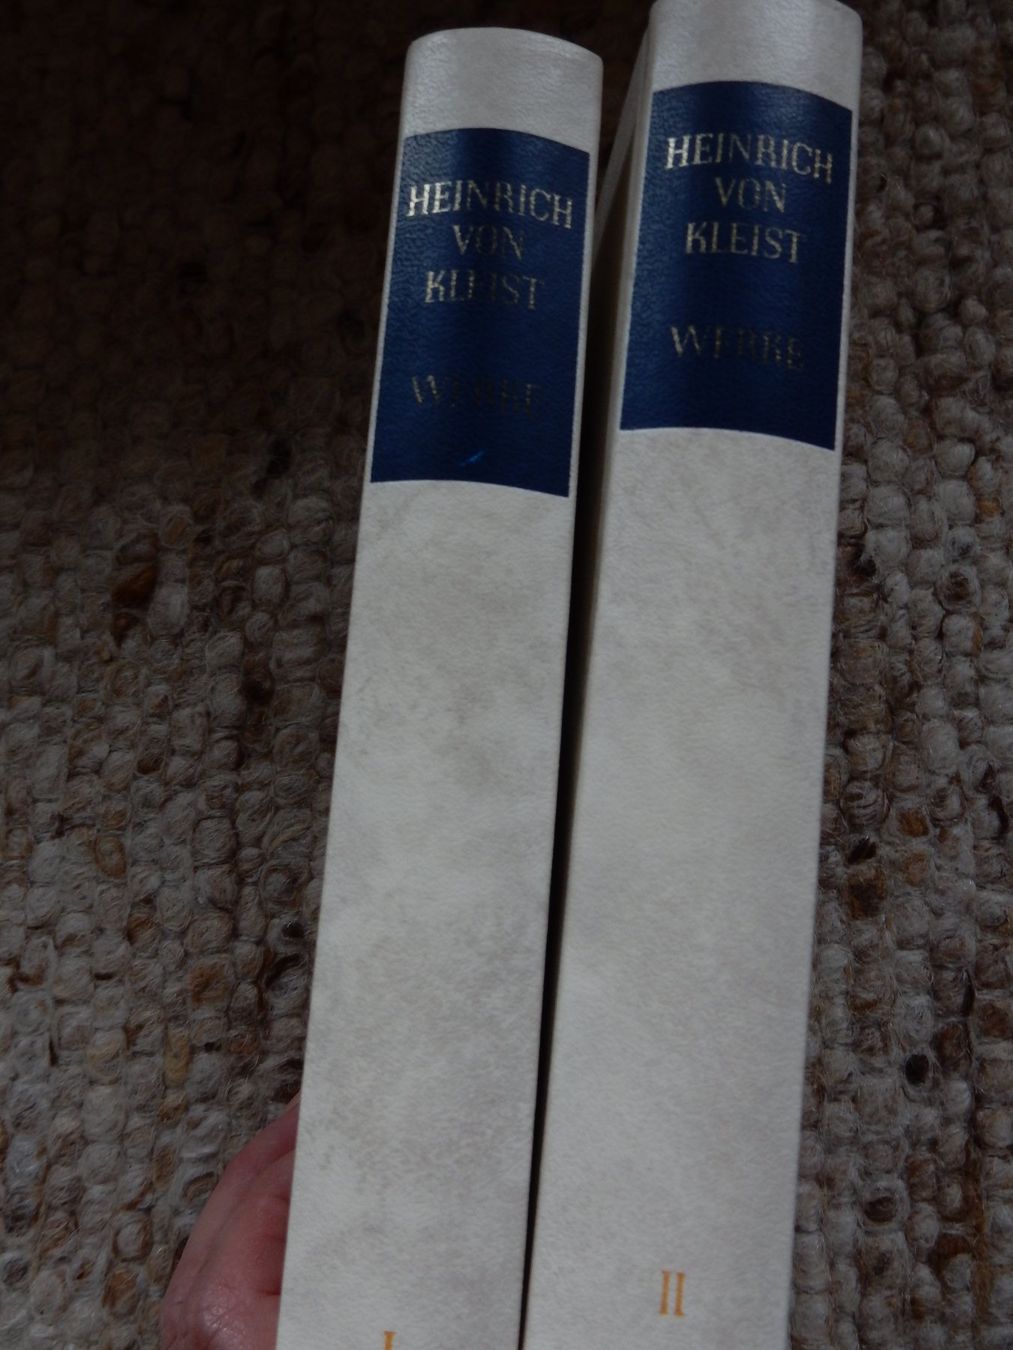 HEINRICH
VON
KLEIST
WERKE
I
HEINRICH
VON
KLEIST
WERKE
II